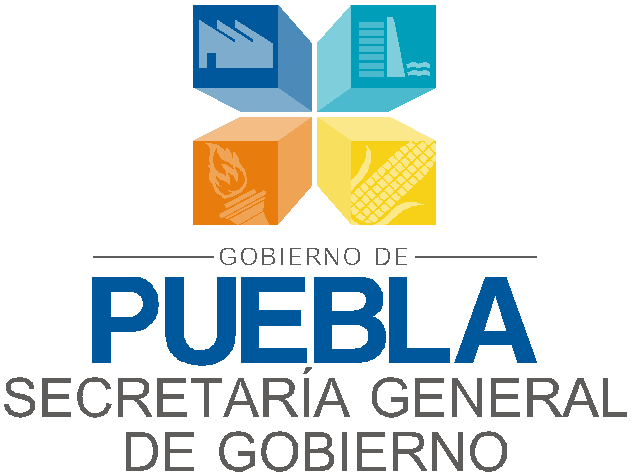 GOBIERNO DE
PUEBLA
SECRETARÍA GENERAL
DE GOBIERNO